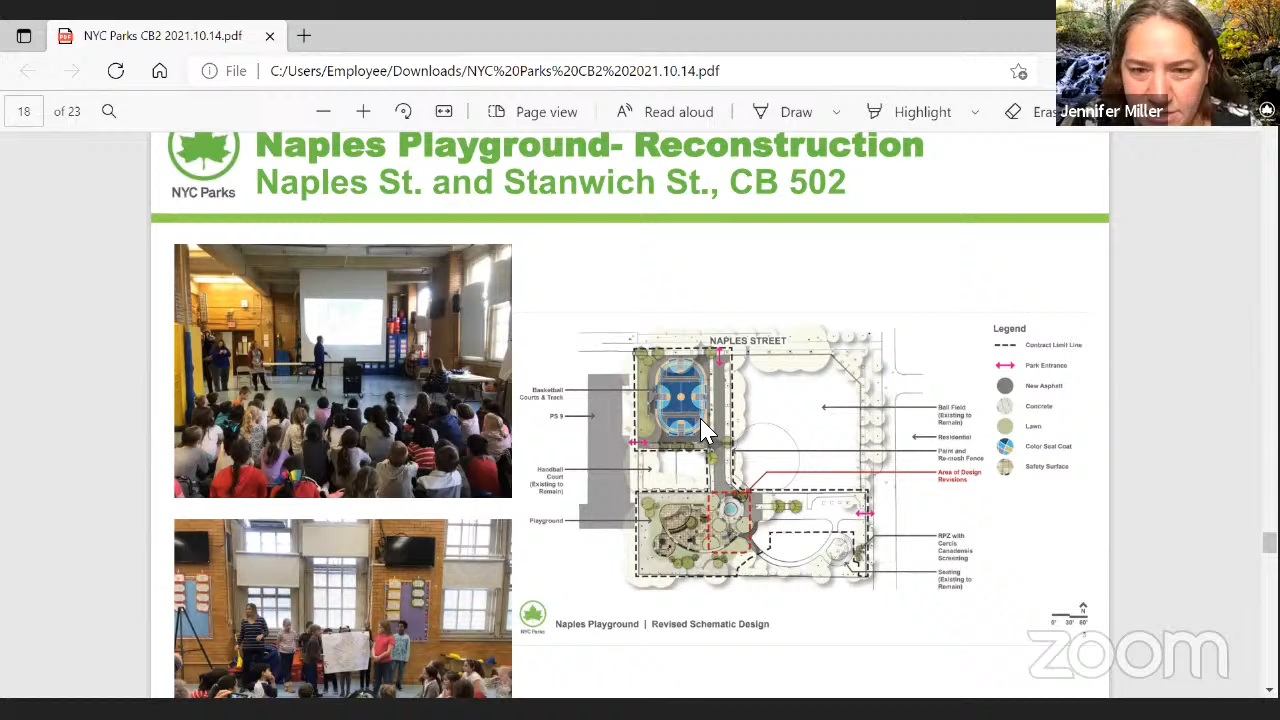 NYC Parks CB2 2021.10.14.pdf
File
C:/Users/Employee/Downloads/NYC%20Parks%20CB2%202021.10.14.pdf
18 of 23
Page view
Read aloud
Draw
Highlight
Eras
Jennifer Miller
NYC Parks
Naples Playground- Reconstruction
Naples St. and Stanwich St., CB 502
NAPLES STREET
Basketball
Courts & Track
PS 9
Handball
Court
(Existing to
Remain)
Playground
Ball Field
(Existing to
Remain)
Residential
Paint and
Re-mesh Fence
Area of Design
Revisions
RPZ with
Cercis
Canadensis
Screening
Seating
(Existing to
Remain)
Legend
Contract Limit Line
Park Entrance
New Asphalt
Concrete
Lawn
Color Seal Coat
Safety Surface
NYC Parks
Naples Playground | Revised Schematic Design
N
0' 30' 60'
zoom